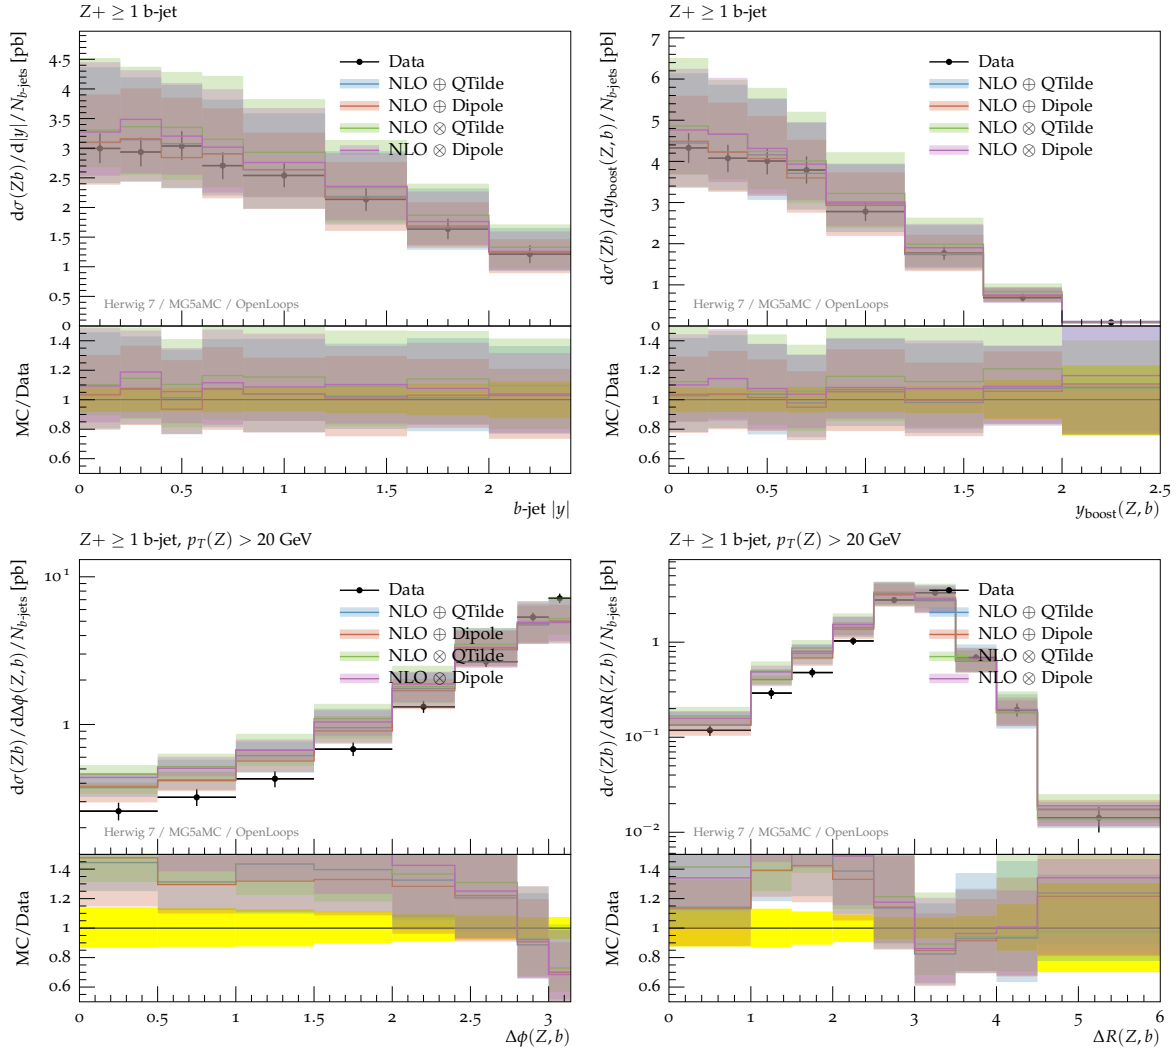 Z+ ≥ 1 b-jet
dσ(Zb)/d|y|/N_{b-jets} [pb]
4.5
4
3.5
3
2.5
2
1.5
1
0.5
0
Data
NLO ⊕ QTilde
NLO ⊕ Dipole
NLO ⊗ QTilde
NLO ⊗ Dipole
Herwig 7 / MG5aMC / OpenLoops
MC/Data
1.4
1.2
1.0
0.8
0.6
0 0.5 1 1.5 2
b-jet |y|
Z+ ≥ 1 b-jet
dσ(Zb)/dy_{boost}(Z, b)/N_{b-jets} [pb]
7
6
5
4
3
2
1
0
Data
NLO ⊕ QTilde
NLO ⊕ Dipole
NLO ⊗ QTilde
NLO ⊗ Dipole
Herwig 7 / MG5aMC / OpenLoops
MC/Data
1.4
1.2
1.0
0.8
0.6
0 0.5 1 1.5 2 2.5
y_{boost}(Z, b)
Z+ ≥ 1 b-jet, p_T(Z) > 20 GeV
dσ(Zb)/dΔϕ(Z, b)/N_{b-jets} [pb]
10^1
1
Data
NLO ⊕ QTilde
NLO ⊕ Dipole
NLO ⊗ QTilde
NLO ⊗ Dipole
Herwig 7 / MG5aMC / OpenLoops
MC/Data
1.4
1.2
1
0.8
0.6
0 0.5 1 1.5 2 2.5 3
Δϕ(Z, b)
Z+ ≥ 1 b-jet, p_T(Z) > 20 GeV
dσ(Zb)/dΔR(Z, b)/N_{b-jets} [pb]
1
10^{−1}
10^{−2}
Data
NLO ⊕ QTilde
NLO ⊕ Dipole
NLO ⊗ QTilde
NLO ⊗ Dipole
Herwig 7 / MG5aMC / OpenLoops
MC/Data
1.4
1.2
1
0.8
0.6
0 1 2 3 4 5 6
ΔR(Z, b)